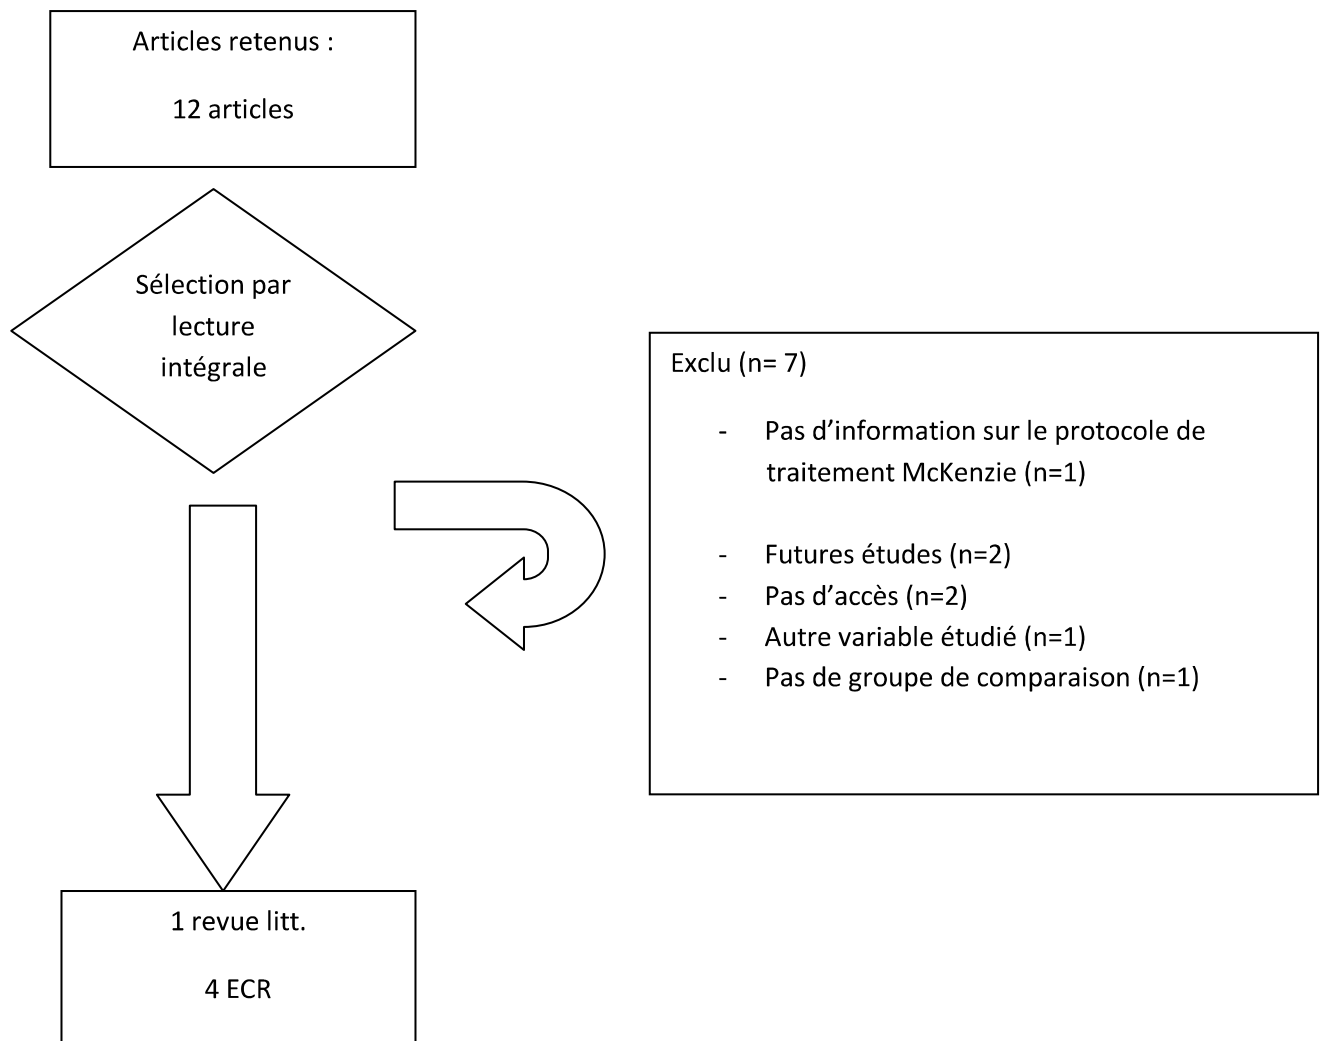 Articles retenus :
12 articles
Sélection par
lecture
intégrale
Exclu (n= 7)
- Pas d’information sur le protocole de
traitement McKenzie (n=1)
- Futures études (n=2)
- Pas d’accès (n=2)
- Autre variable étudié (n=1)
- Pas de groupe de comparaison (n=1)
1 revue litt.
4 ECR